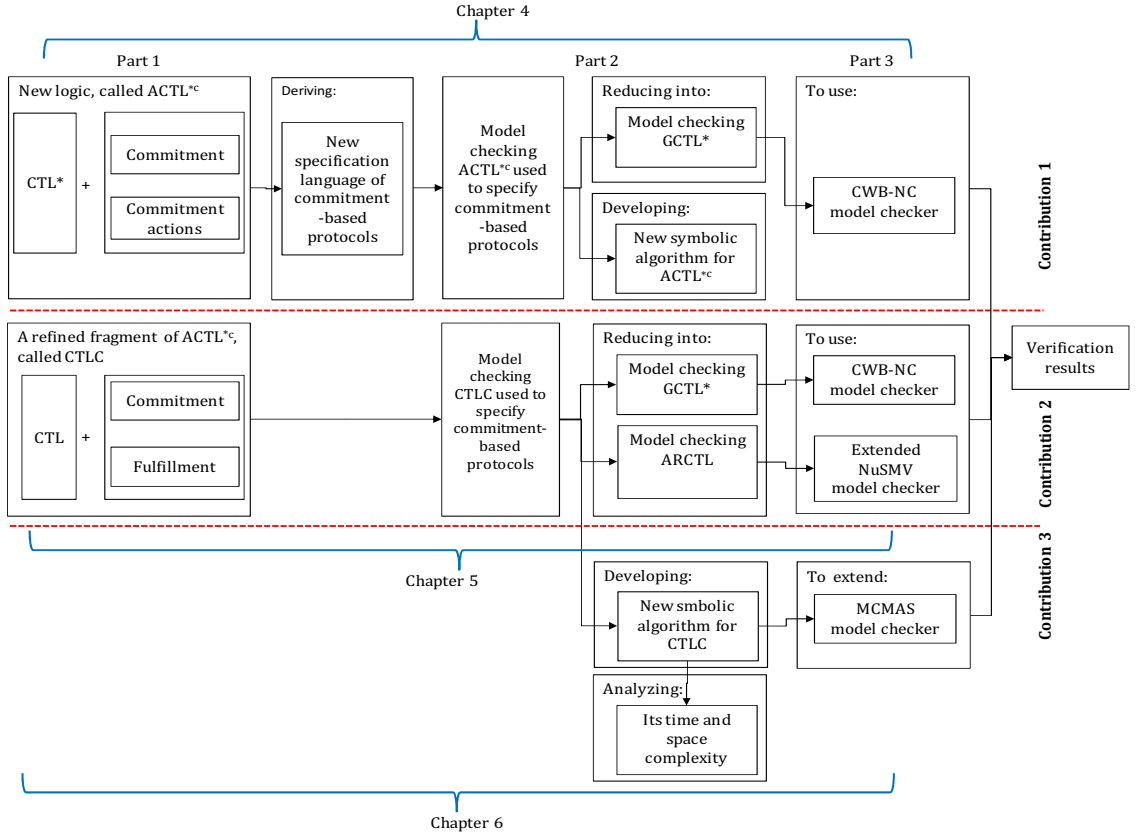 Chapter 4
Part 1
Part 2
Part 3
New logic, called ACTL*c
CTL*
+
Commitment
Commitment
actions
Deriving:
New
specification
language of
commitment
-based
protocols
Model
checking
ACTL*c used
to specify
commitment
-based
protocols
Reducing into:
Model checking
GCTL*
Developing:
New symbolic
algorithm for
ACTL*c
To use:
CWB-NC
model checker
Contribution 1
A refined fragment of ACTL*c,
called CTLC
CTL
+
Commitment
Fulfillment
Model
checking
CTLC used to
specify
commitment-
based
protocols
Reducing into:
Model checking
GCTL*
Model checking
ARCTL
To use:
CWB-NC
model checker
Extended
NuSMV
model checker
Verification
results
Contribution 2
Chapter 5
Developing:
New smbolic
algorithm for
CTLC
To extend:
MCMAS
model checker
Contribution 3
Analyzing:
Its time and
space
complexity
Chapter 6